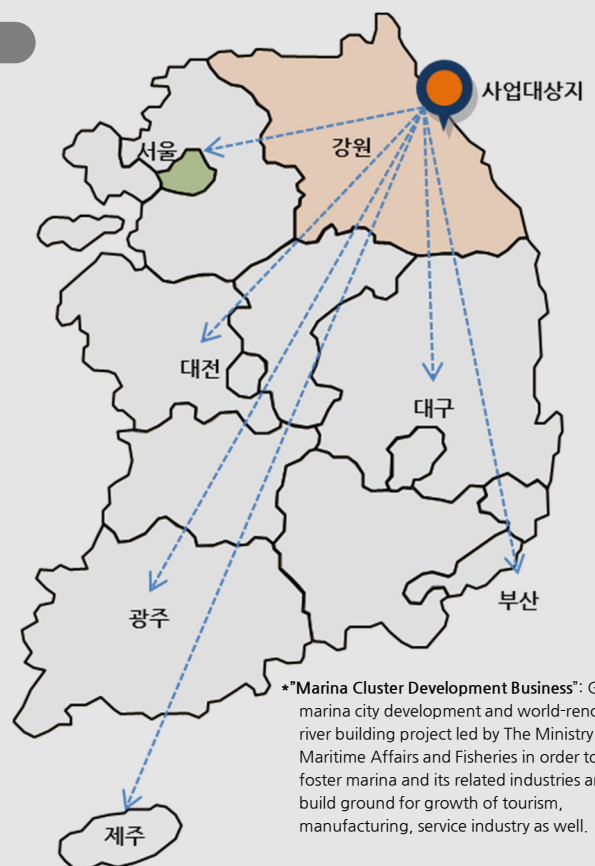 사업대상지
서울
강원
대전
대구
광주
부산
*"Marina Cluster Development Business":
marina city development and
river building project led by The Ministry
Maritime Affairs and Fisheries in order to
foster marina and its related industries
build ground for growth of tourism,
manufacturing, service industry as well.
제주